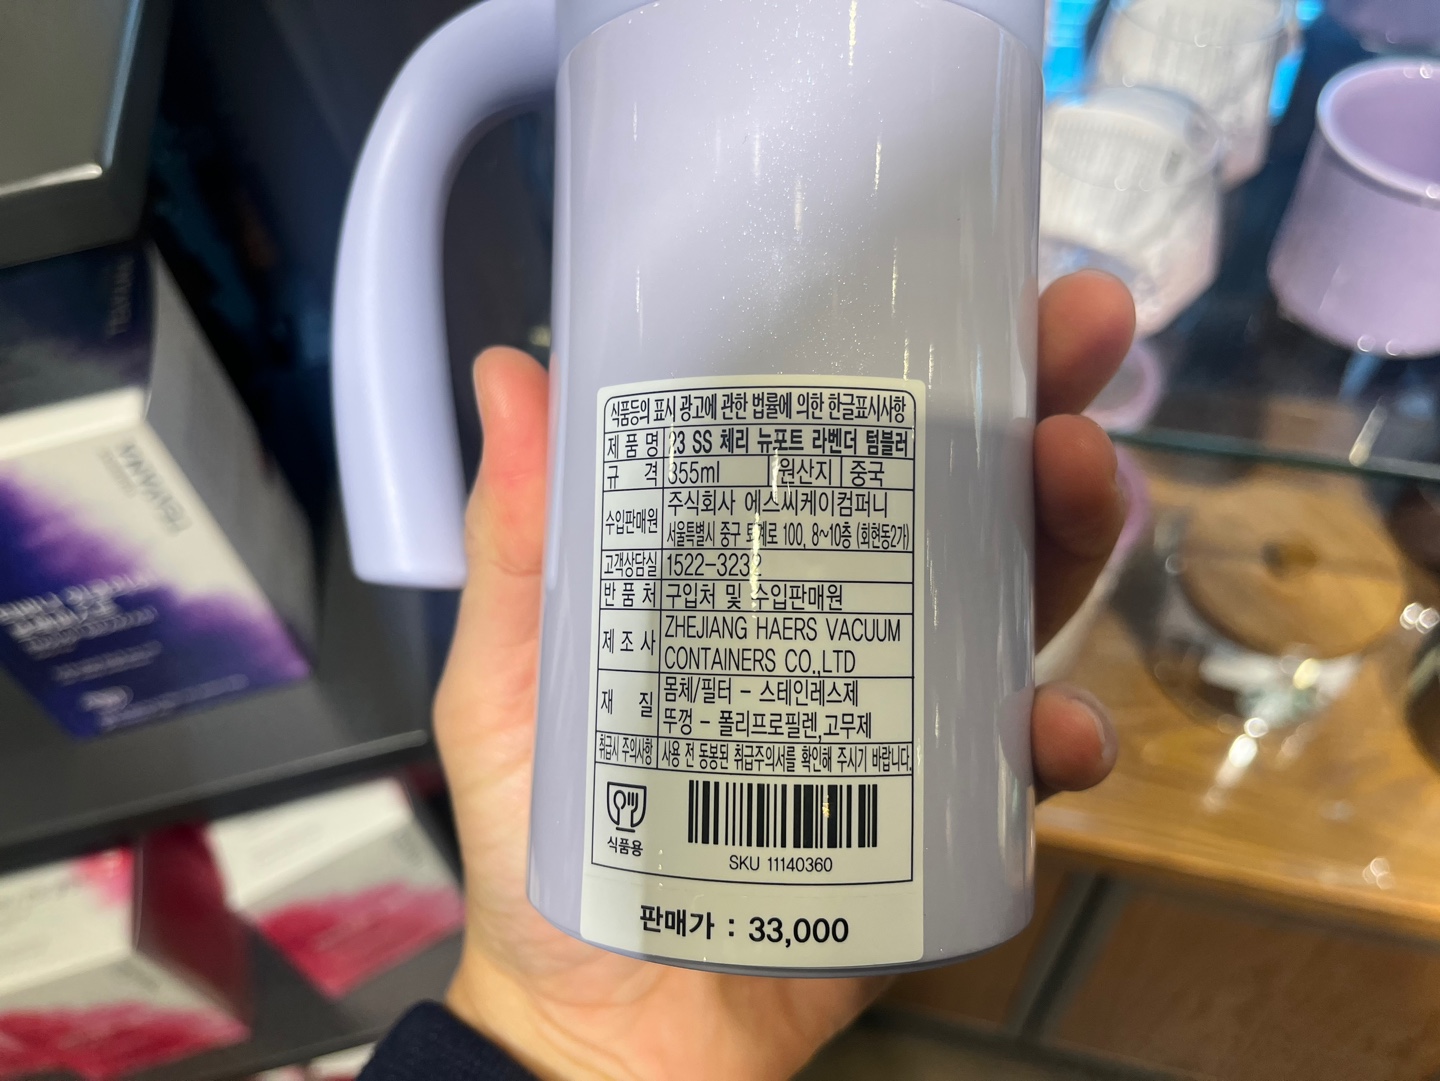 식품등의 표시 광고에 관한 법률에 의한 한글표시사항
제 품 명 23 SS 체리 뉴포트 라벤더 텀블러
규 격 355ml 원산지 중국
수입판매원 주식회사 에스씨케이컴퍼니
서울특별시 중구 퇴계로 100, 8~10층 (회현동2가)
고객상담실 1522-3232
반 품 처 구입처 및 수입판매원
제 조 사 ZHEJIANG HAERS VACUUM
CONTAINERS CO.,LTD
재 질 몸체/필터 - 스테인레스제
뚜껑 - 폴리프로필렌,고무제
취급시 주의사항 사용 전 동봉된 취급주의서를 확인해 주시기 바랍니다.
식품용
SKU 11140360
판매가 : 33,000